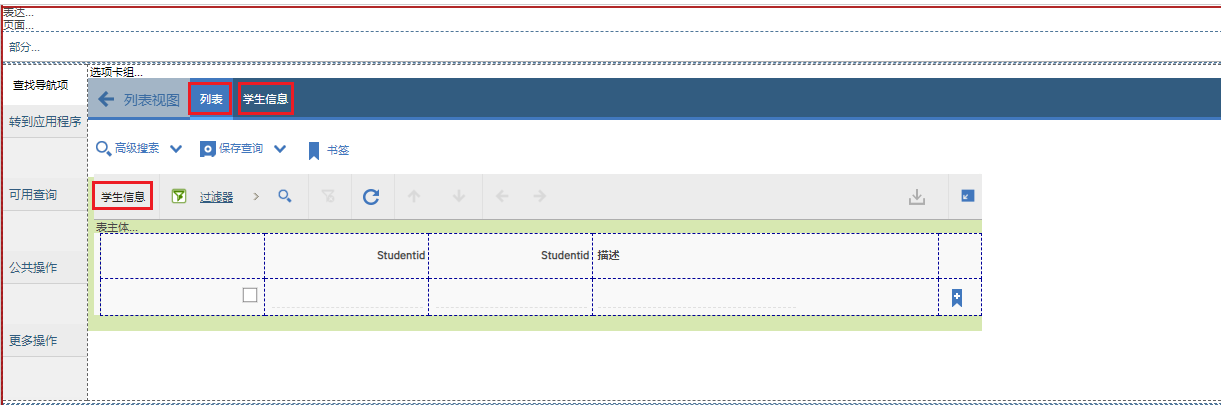 表达...
页面...
部分...
选项卡组...
查找导航项
列表视图 列表 学生信息
转到应用程序
高级搜索 保存查询 书签
可用查询
学生信息 过滤器
表主体...
Studentid Studentid 描述
公共操作
更多操作